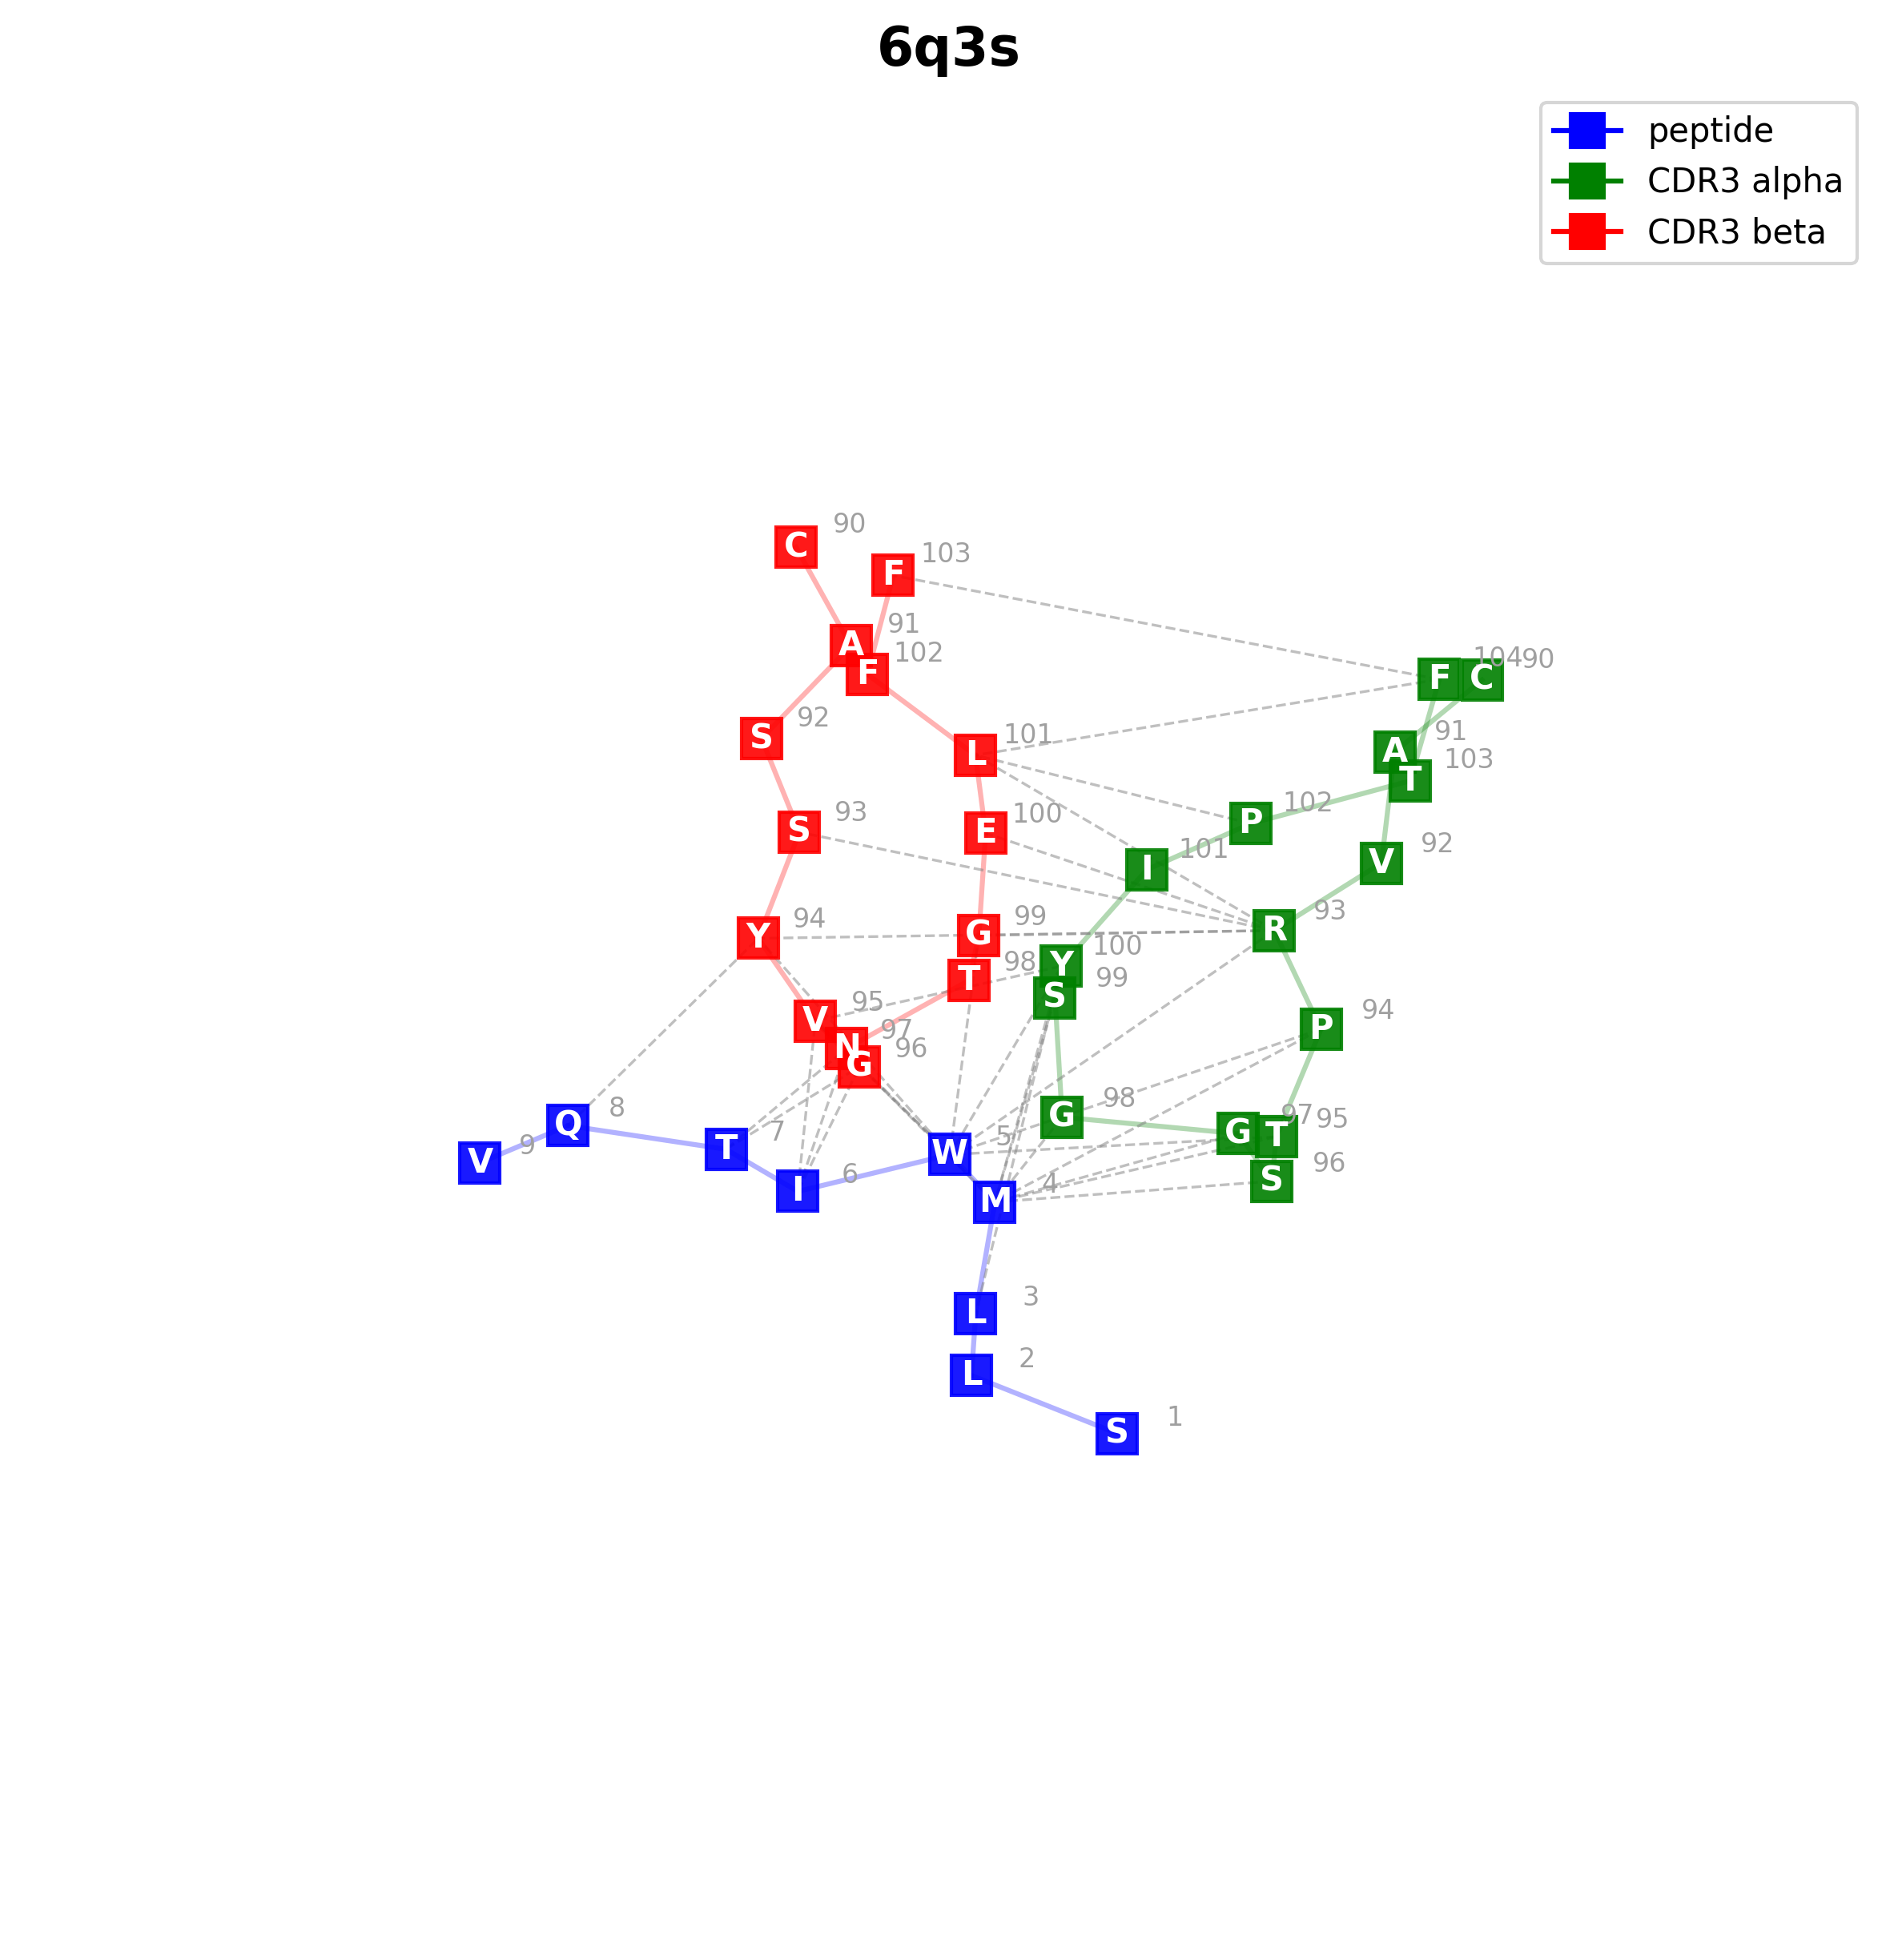 6q3s
peptide
CDR3 alpha
CDR3 beta
C 90
F 103
A 91
F 102
F 104
C 90
S 92
L 101
A 91
T 103
S 93
E 100
P 102
I 101
V 92
Y 94
G 99
R 93
T 98
Y 100
S 99
V 95
N 97
G 96
P 94
Q 8
G 98
V 9
T 7
W 5
G 97
T 95
I 6
M 4
S 96
L 3
L 2
S 1